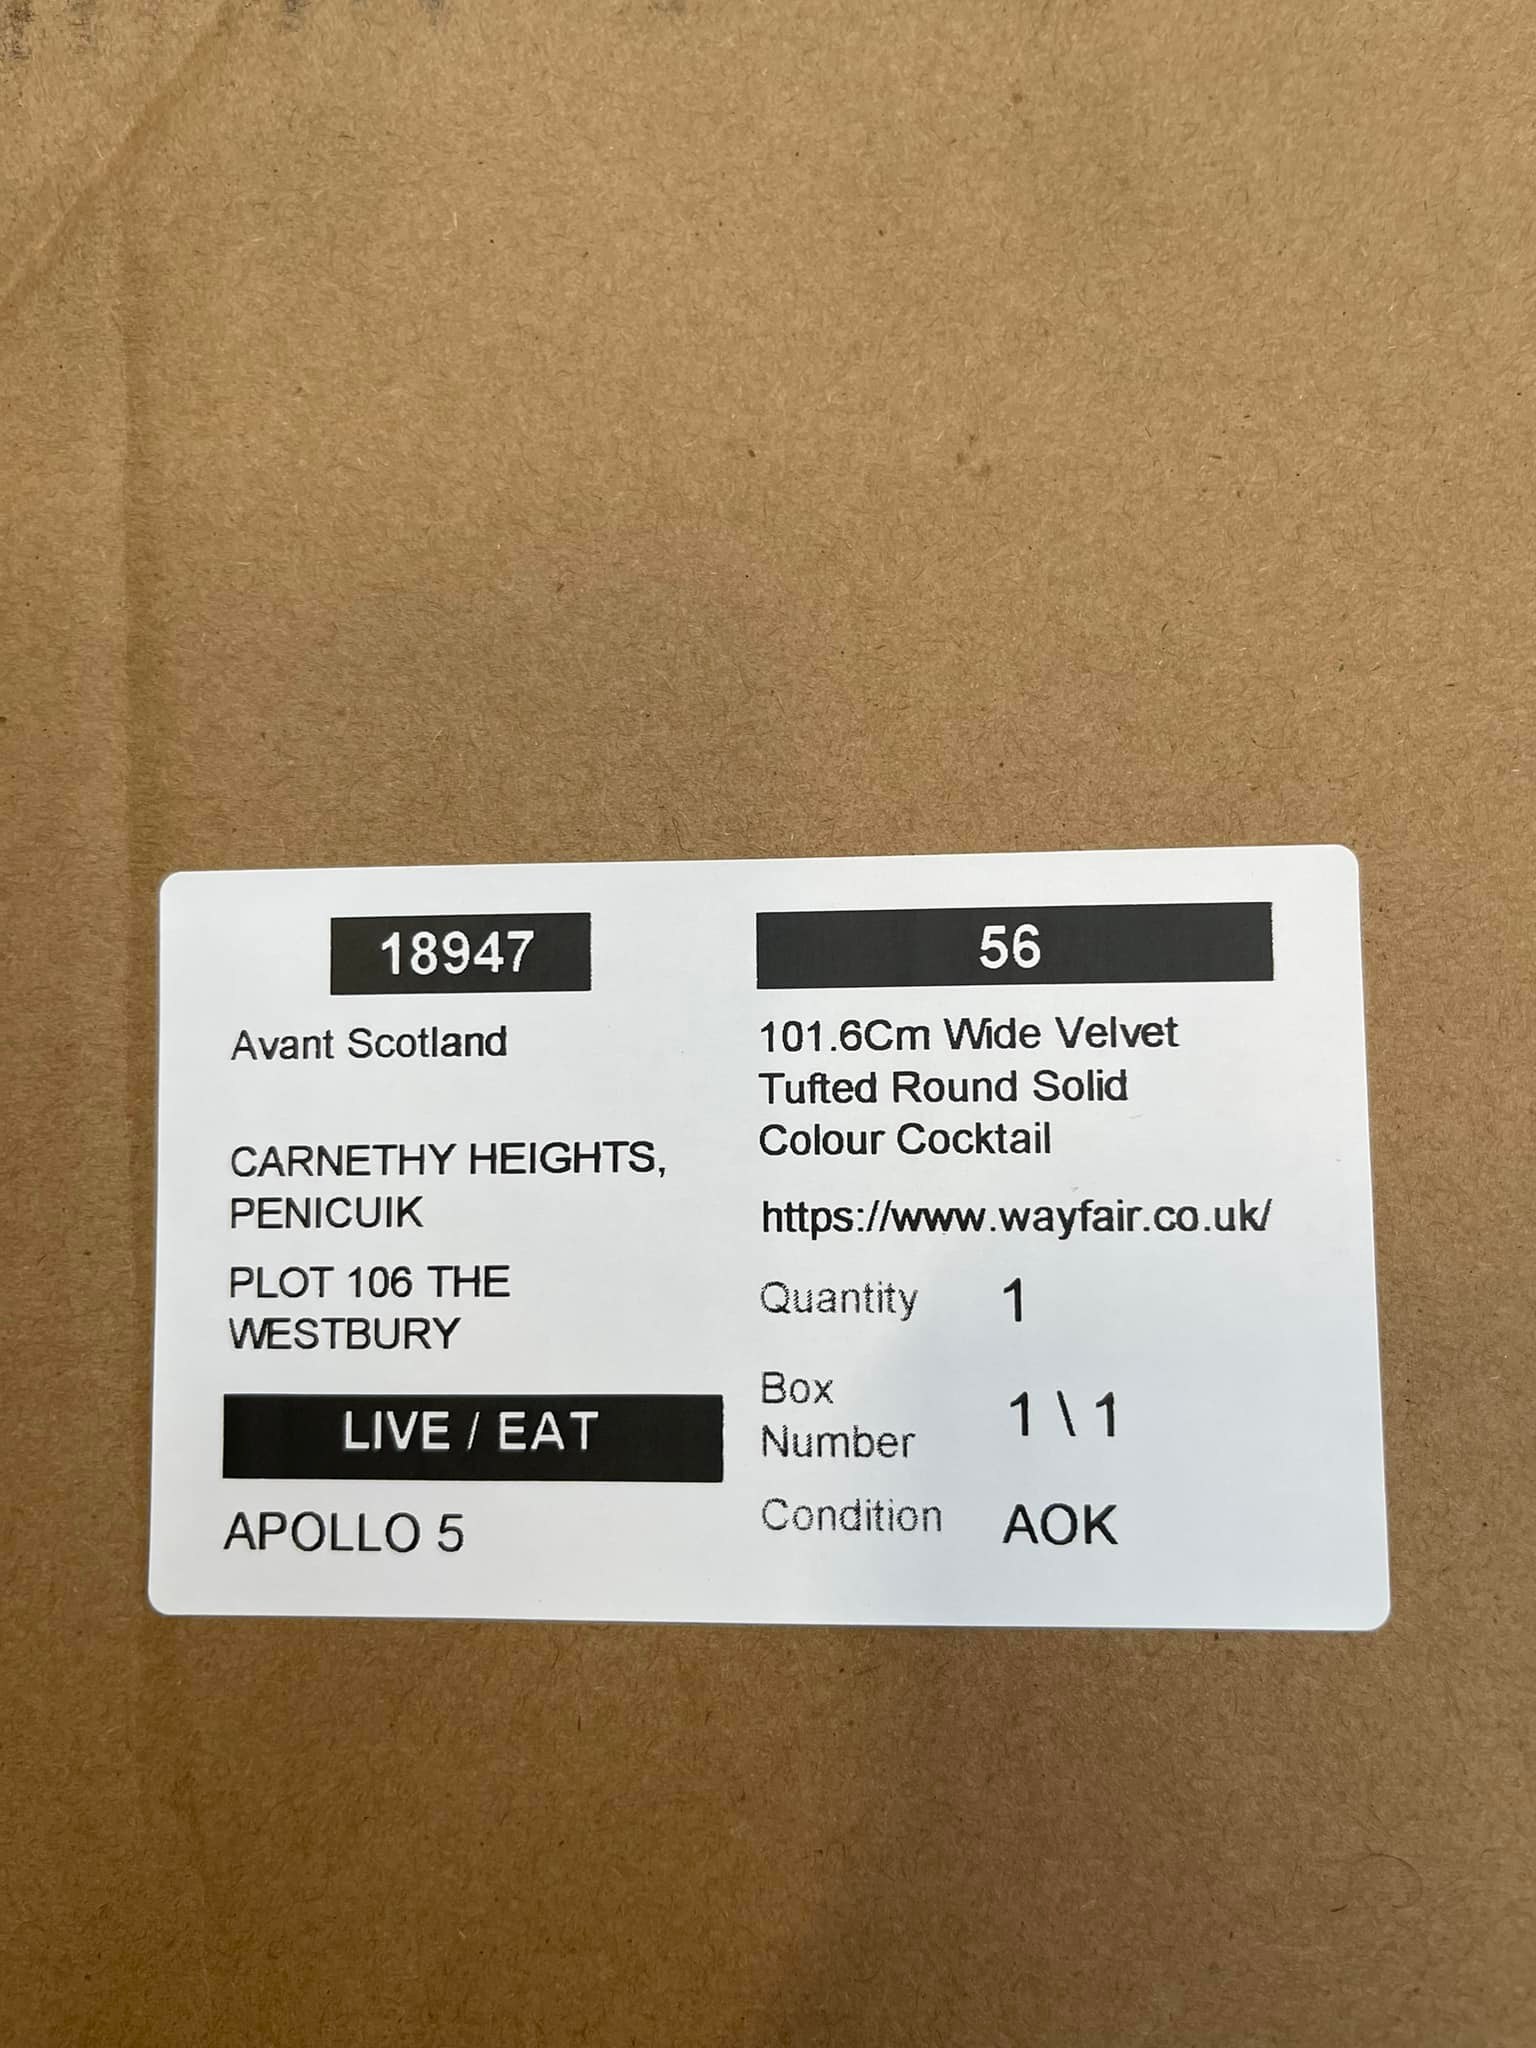 18947
Avant Scotland
CARNETHY HEIGHTS,
PENICUIK
PLOT 106 THE
WESTBURY
LIVE / EAT
APOLLO 5
56
101.6Cm Wide Velvet
Tufted Round Solid
Colour Cocktail
https://www.wayfair.co.uk/
Quantity 1
Box
Number 1 \ 1
Condition AOK